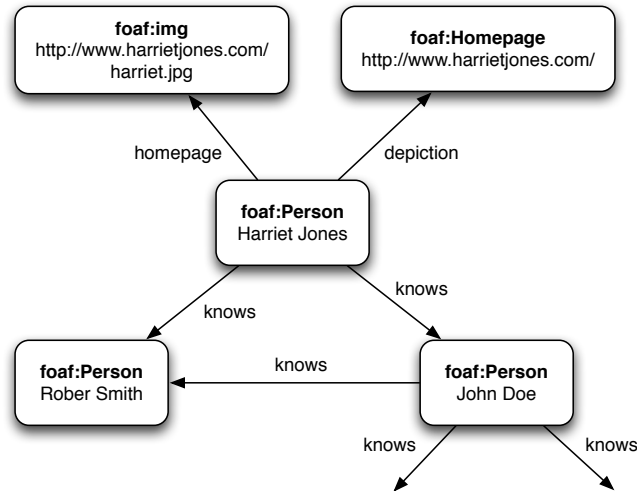 foaf:img
http://www.harrietjones.com/
harriet.jpg
foaf:Homepage
http://www.harrietjones.com/
homepage
depiction
foaf:Person
Harriet Jones
knows
knows
foaf:Person
Rober Smith
knows
foaf:Person
John Doe
knows
knows